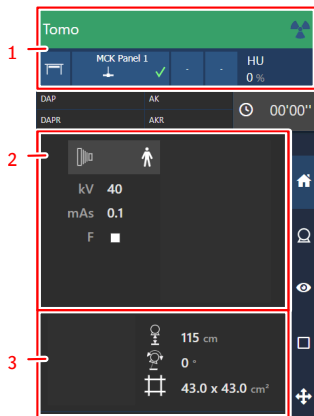 Tomo
1
MCK Panel 1
- -
HU
0 %
DAP AK
DAPR AKR
00'00"
2
kV 40
mAs 0.1
F
3
115 cm
0 °
43.0 x 43.0 cm²